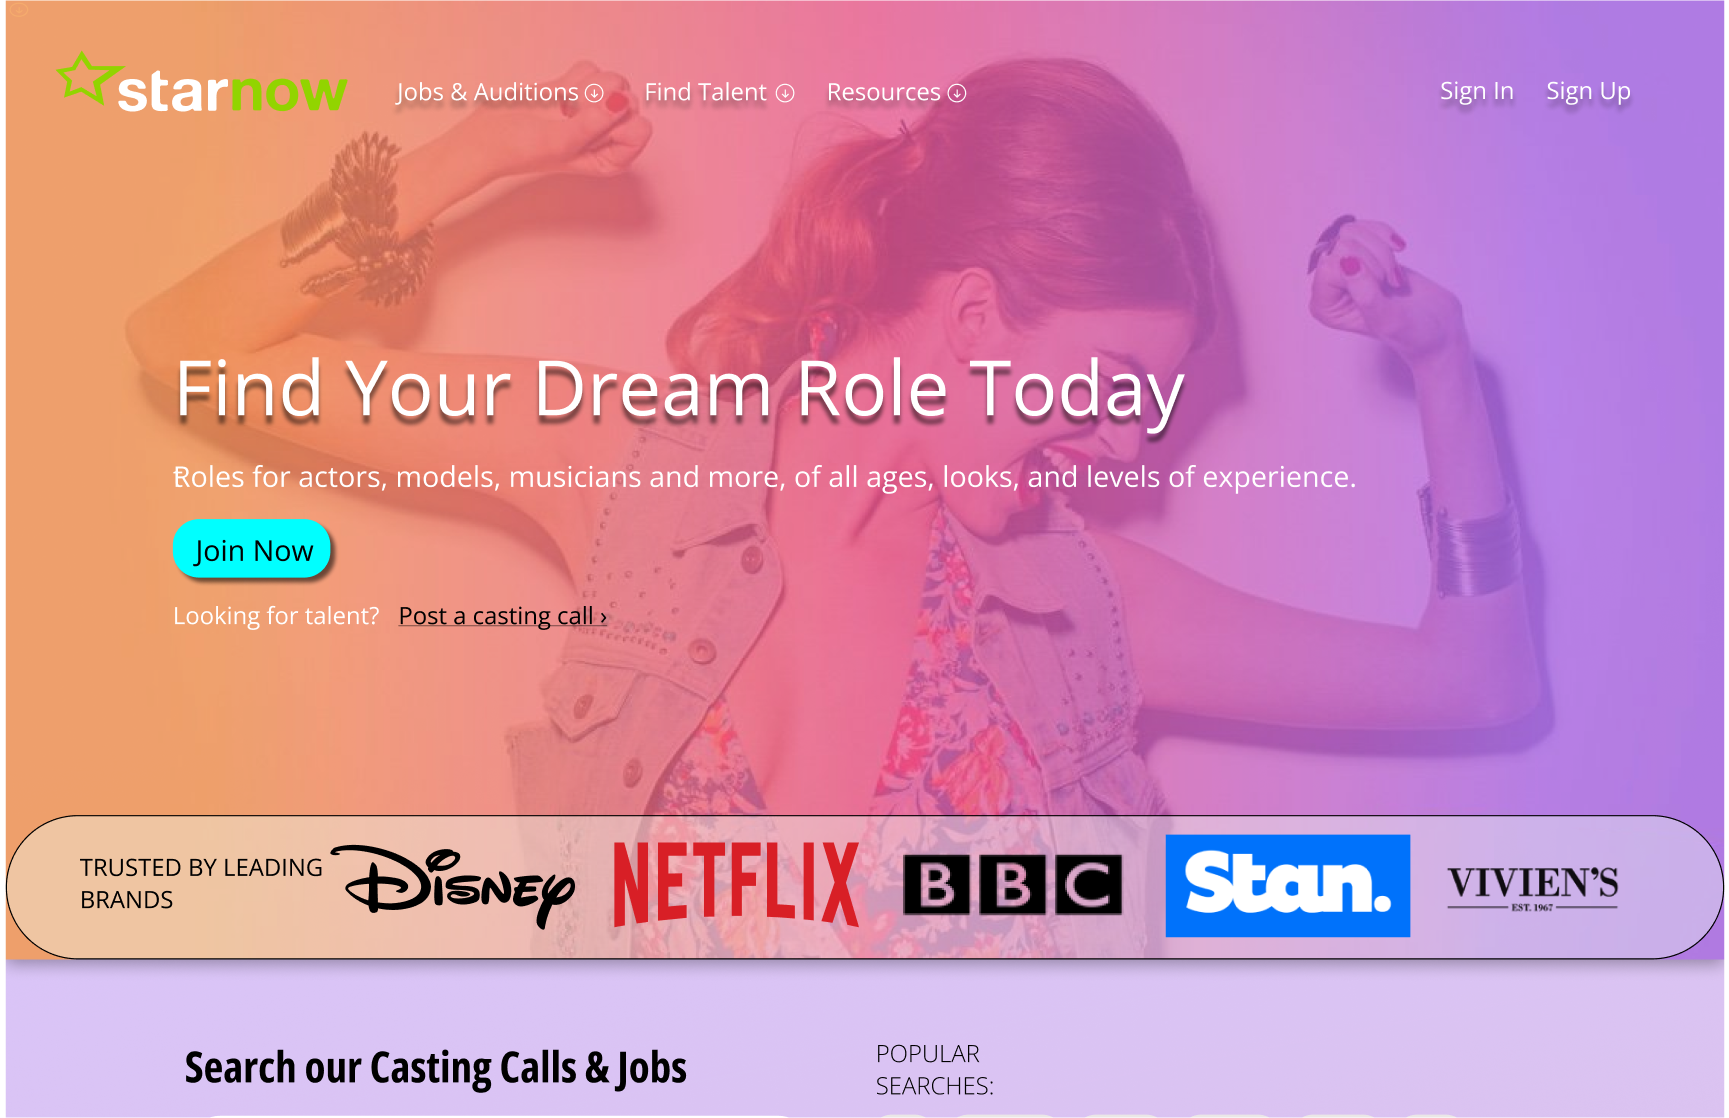 starnow
Jobs & Auditions
Find Talent
Resources
Sign In
Sign Up
Find Your Dream Role Today
Roles for actors, models, musicians and more, of all ages, looks, and levels of experience.
Join Now
Looking for talent? Post a casting call ›
TRUSTED BY LEADING
BRANDS
DISNEY
NETFLIX
BBC
Stan.
VIVIEN'S
EST. 1967
Search our Casting Calls & Jobs
POPULAR
SEARCHES: